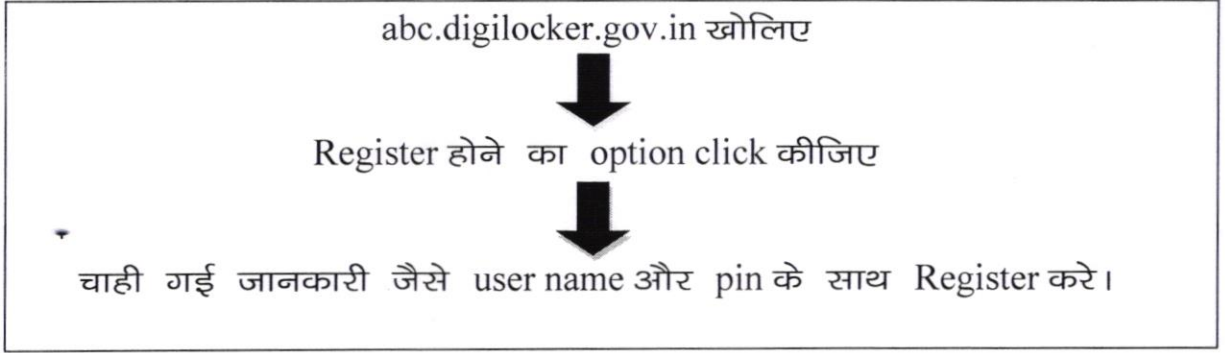 abc.digilocker.gov.in खोलिए
Register होने का option click कीजिए
चाही गई जानकारी जैसे user name और pin के साथ Register करे।